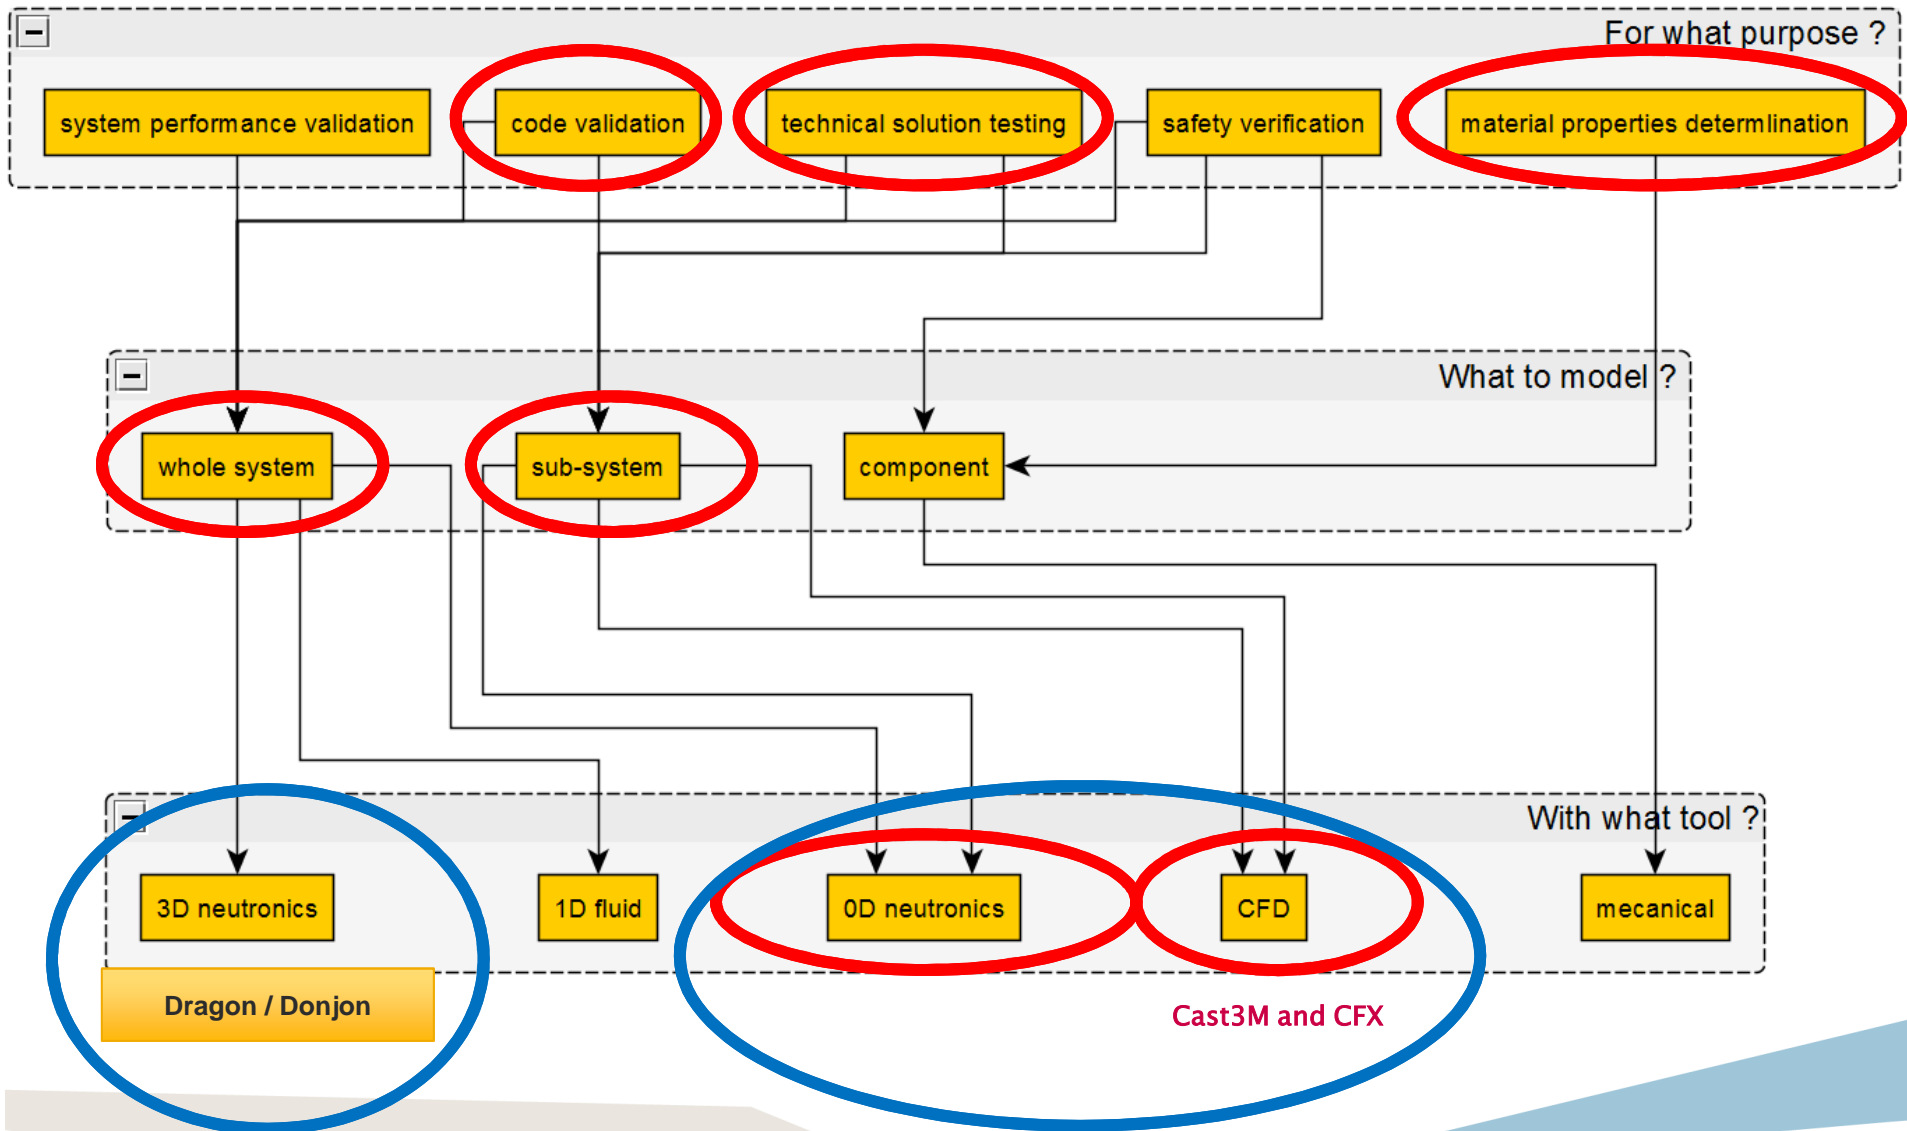 For what purpose ?
system performance validation
code validation
technical solution testing
safety verification
material properties determlination
What to model ?
whole system
sub-system
component
With what tool ?
3D neutronics
1D fluid
0D neutronics
CFD
mecanical
Dragon / Donjon
Cast3M and CFX